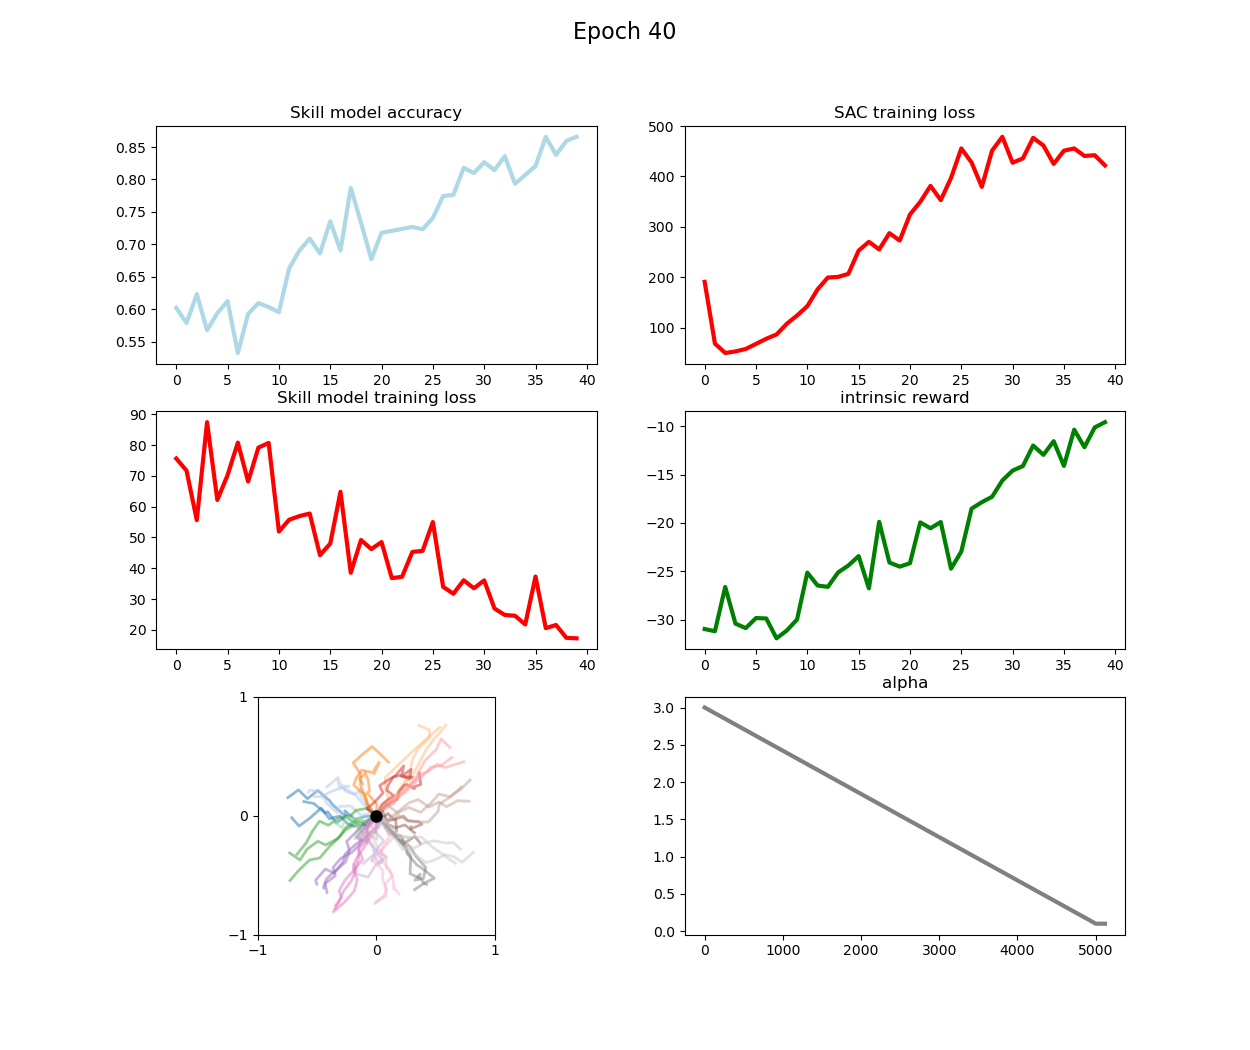 Epoch 40
Skill model accuracy
0.85
0.80
0.75
0.70
0.65
0.60
0.55
0 5 10 15 20 25 30 35 40
SAC training loss
500
400
300
200
100
0 5 10 15 20 25 30 35 40
Skill model training loss
90
80
70
60
50
40
30
20
0 5 10 15 20 25 30 35 40
intrinsic reward
−10
−15
−20
−25
−30
0 5 10 15 20 25 30 35 40
1
0
−1
−1 0 1
alpha
3.0
2.5
2.0
1.5
1.0
0.5
0.0
0 1000 2000 3000 4000 5000